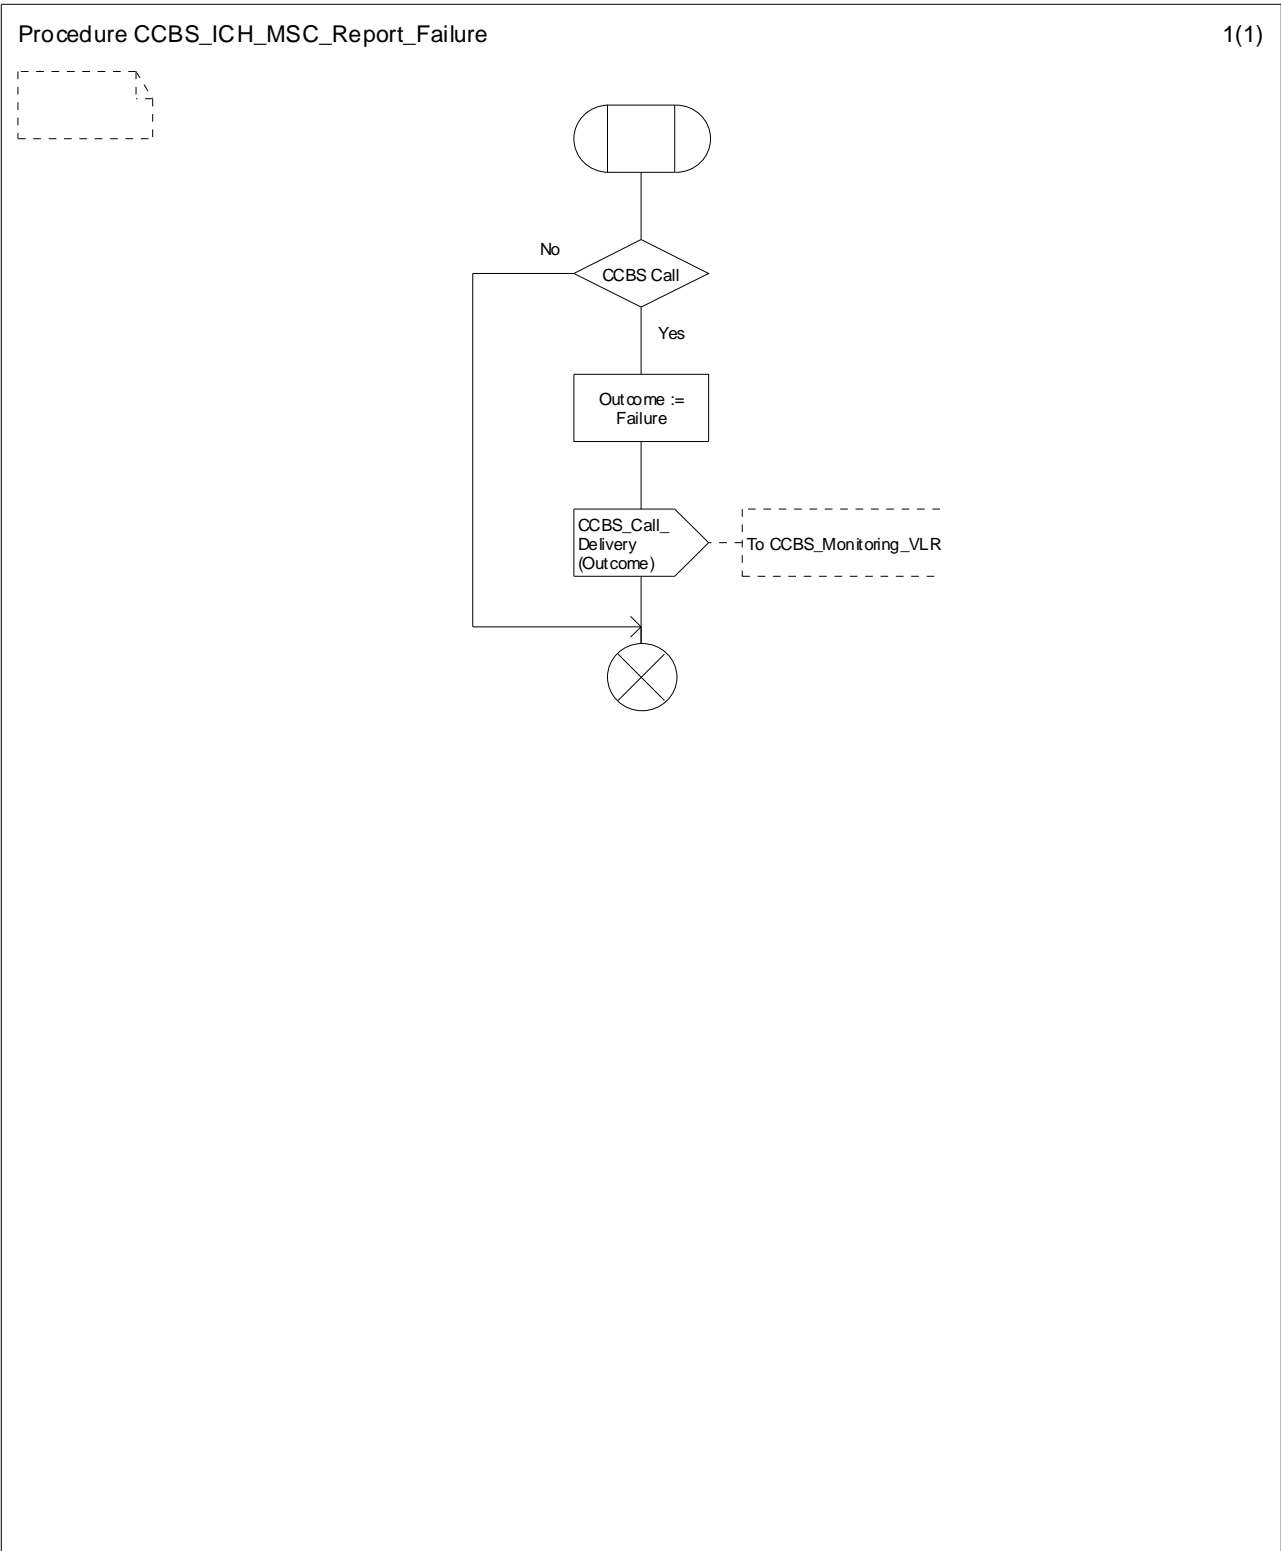 Procedure CCBS_ICH_MSC_Report_Failure
1(1)
No
CCBS Call
Yes
Outcome :=
Failure
CCBS_Call_
Delivery
(Outcome)
To CCBS_Monitoring_VLR